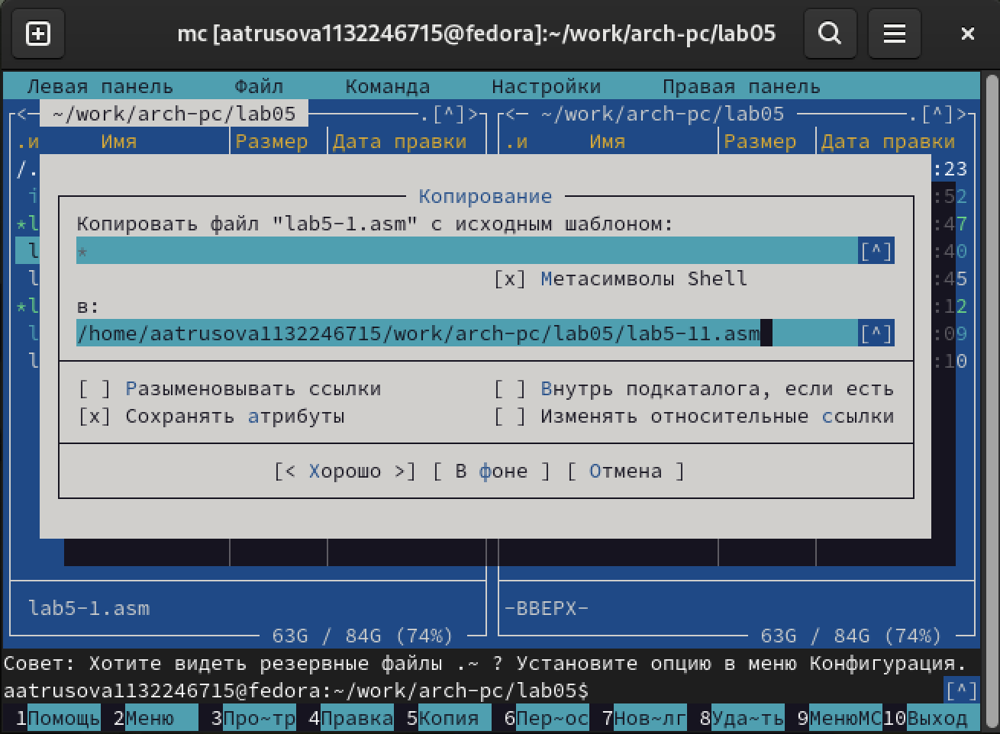 mc [aatrusova1132246715@fedora]:~/work/arch-pc/lab05
Левая панель Файл Команда Настройки Правая панель
<─ ~/work/arch-pc/lab05 ─.[^]> <─ ~/work/arch-pc/lab05 ─.[^]>
.и Имя Размер Дата правки .и Имя Размер Дата правки
/. :23
i :52
Копирование
*l Копировать файл "lab5-1.asm" с исходным шаблоном: :47
l * [^] :40
l [x] Метасимволы Shell :45
*l в: :12
l /home/aatrusova1132246715/work/arch-pc/lab05/lab5-11.asm [^] :09
l :10
[ ] Разыменовывать ссылки [ ] Внутрь подкаталога, если есть
[x] Сохранять атрибуты [ ] Изменять относительные ссылки
[< Хорошо >] [ В фоне ] [ Отмена ]
lab5-1.asm -ВВЕРХ-
63G / 84G (74%) 63G / 84G (74%)
Совет: Хотите видеть резервные файлы .~ ? Установите опцию в меню Конфигурация.
aatrusova1132246715@fedora:~/work/arch-pc/lab05$ [^]
1Помощь 2Меню 3Про~тр 4Правка 5Копия 6Пер~ос 7Нов~лг 8Уда~ть 9МенюMC 10Выход